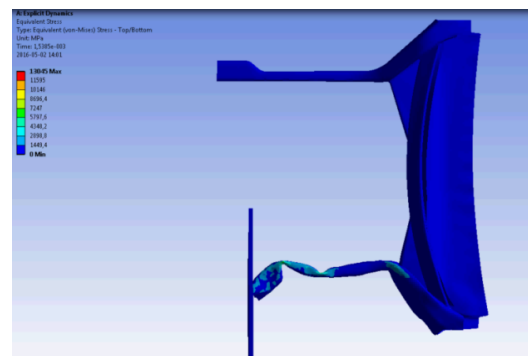 A: Explicit Dynamics
Equivalent Stress
Type: Equivalent (von-Mises) Stress - Top/Bottom
Unit: MPa
Time: 1,5385e-003
2016-05-02 14:01
13045 Max
11595
10146
8696,4
7247
5797,6
4348,2
2898,8
1449,4
0 Min